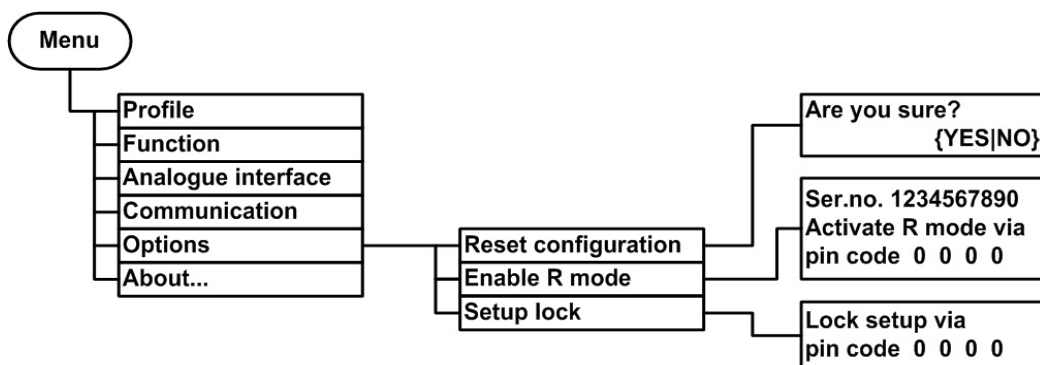 Menu
Profile
Function
Analogue interface
Communication
Options
About...
Reset configuration
Enable R mode
Setup lock
Are you sure?
{YES|NO}
Ser.no. 1234567890
Activate R mode via
pin code 0 0 0 0
Lock setup via
pin code 0 0 0 0